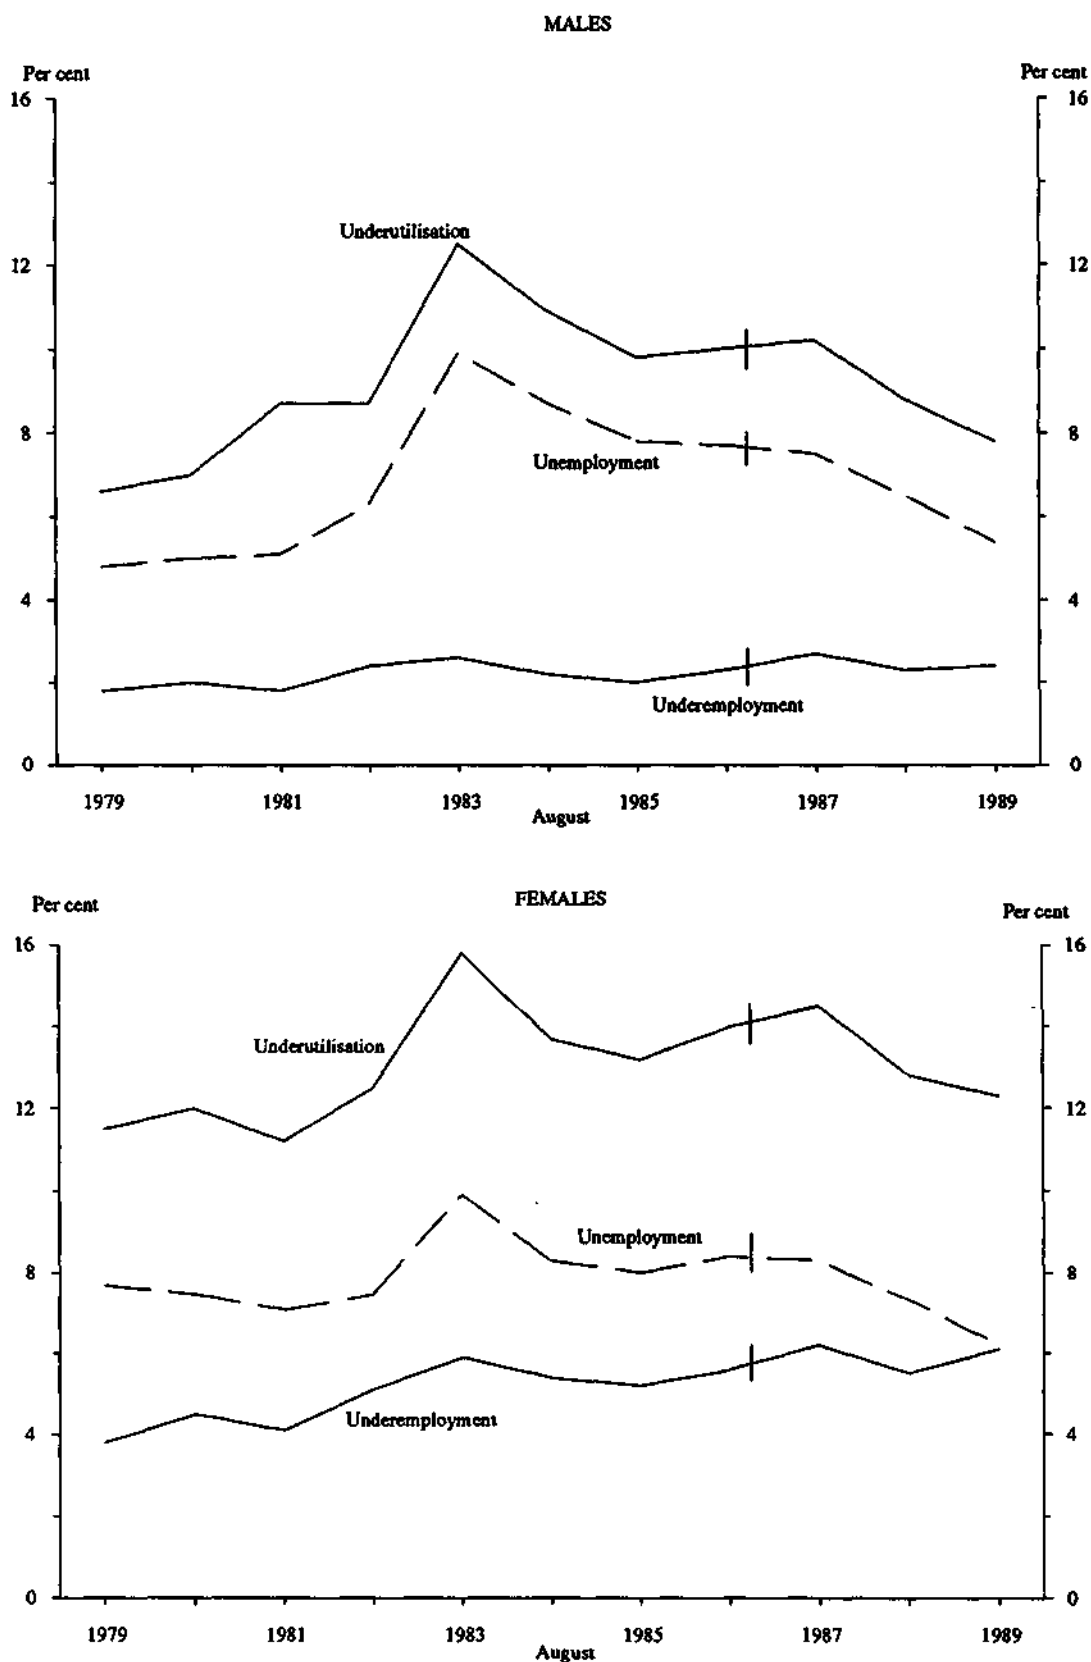 MALES
Per cent Per cent
16 16
Underutilisation
12 12
8 8
Unemployment
4 4
Underemployment
0 0
1979 1981 1983 1985 1987 1989
August
FEMALES
Per cent Per cent
16 16
Underutilisation
12 12
Unemployment
8 8
Underemployment
4 4
0 0
1979 1981 1983 1985 1987 1989
August